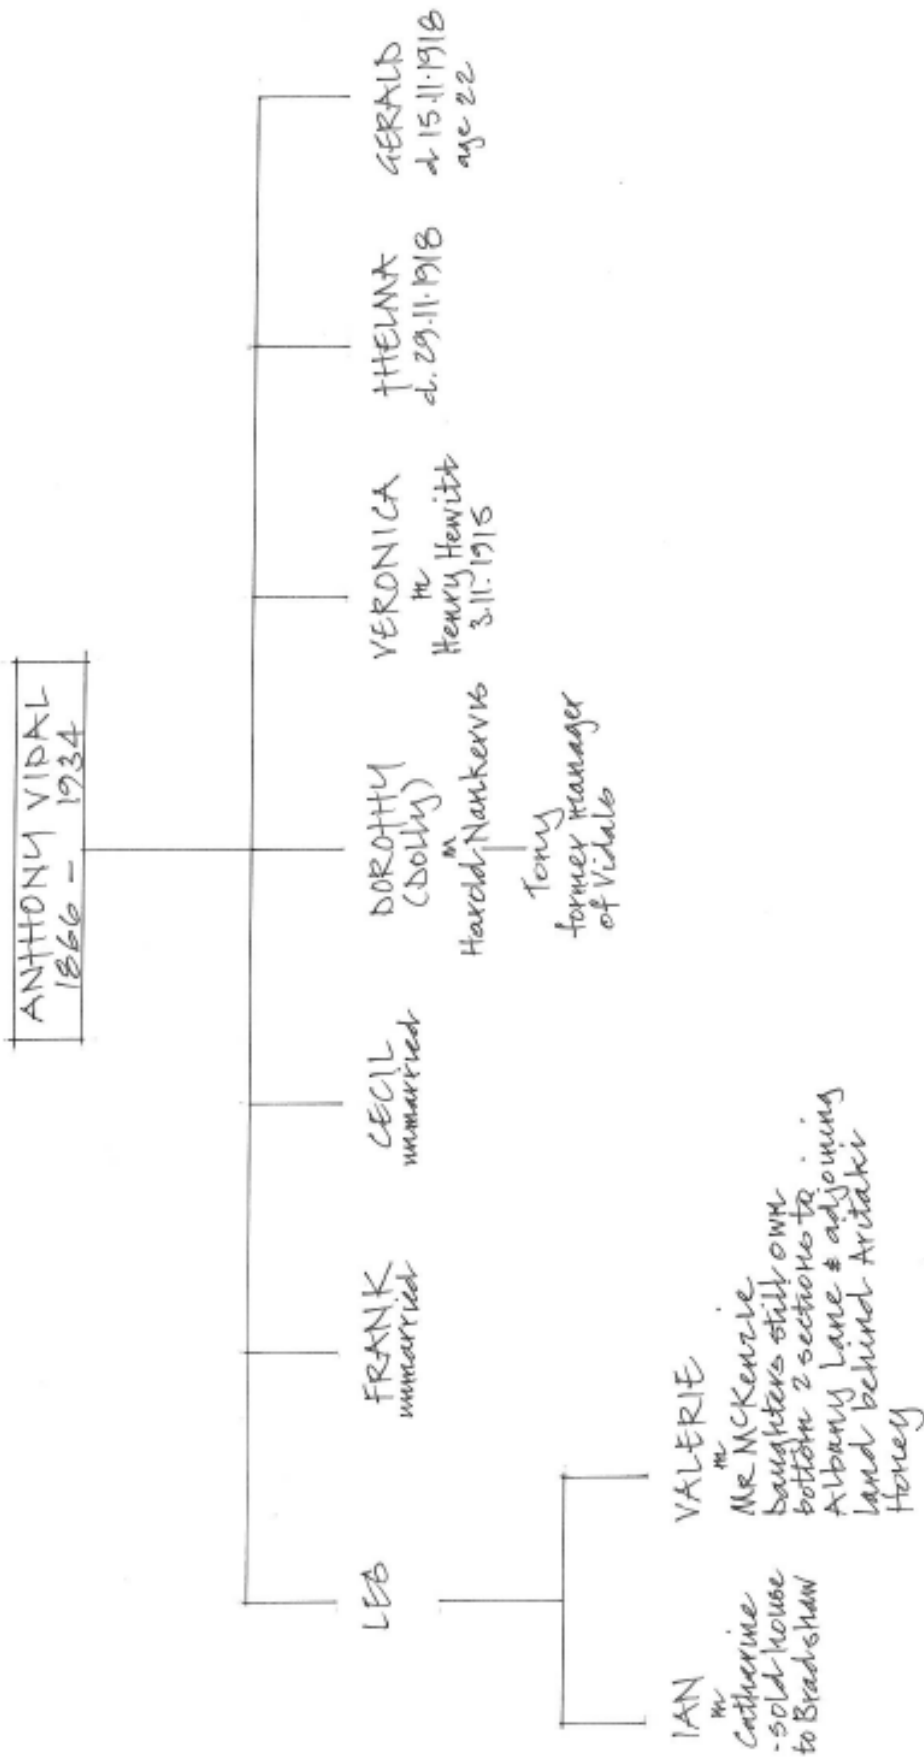 ANTHONY VIDAL
1866 - 1934
LES
FRANK
unmarried
CECIL
unmarried
DOROTHY
(Dolly)
m
Harold Nankervis
Tony
former manager
of Vidals
VERONICA
m
Henry Hewitt
3.11.1915
THELMA
d. 29.11.1918
GERALD
d 15.11.1918
age 22
IAN
m
Catherine
- sold house
to Bradshaw
VALERIE
m
Mr McKenzie
Daughters still own
bottom 2 sections to
Albany Lane & adjoining
land behind Aritaki
Honey